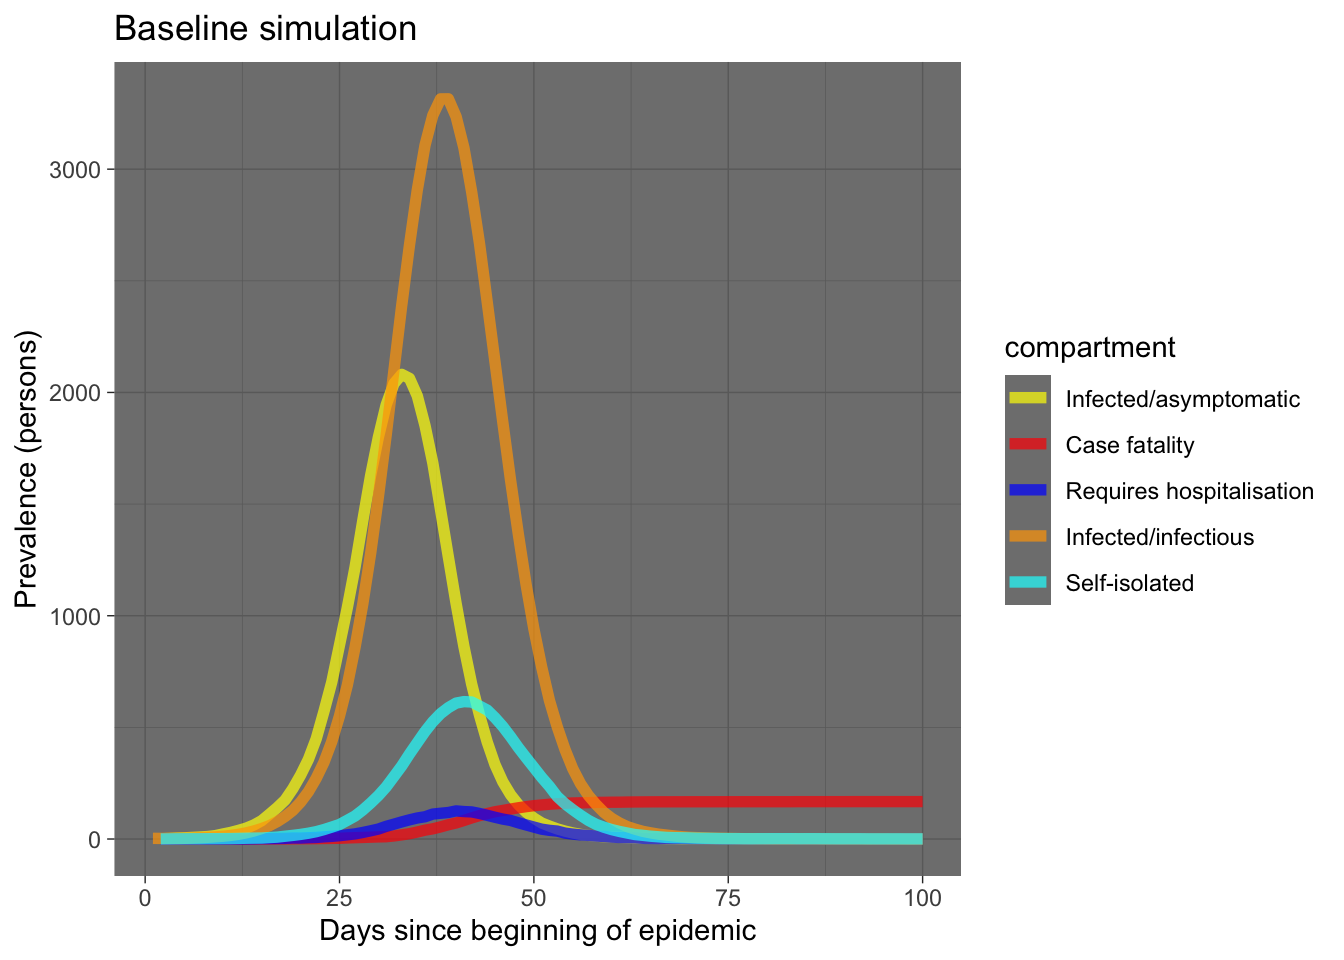 Baseline simulation
Prevalence (persons)
3000
2000
1000
0
0 25 50 75 100
Days since beginning of epidemic
compartment
Infected/asymptomatic
Case fatality
Requires hospitalisation
Infected/infectious
Self-isolated